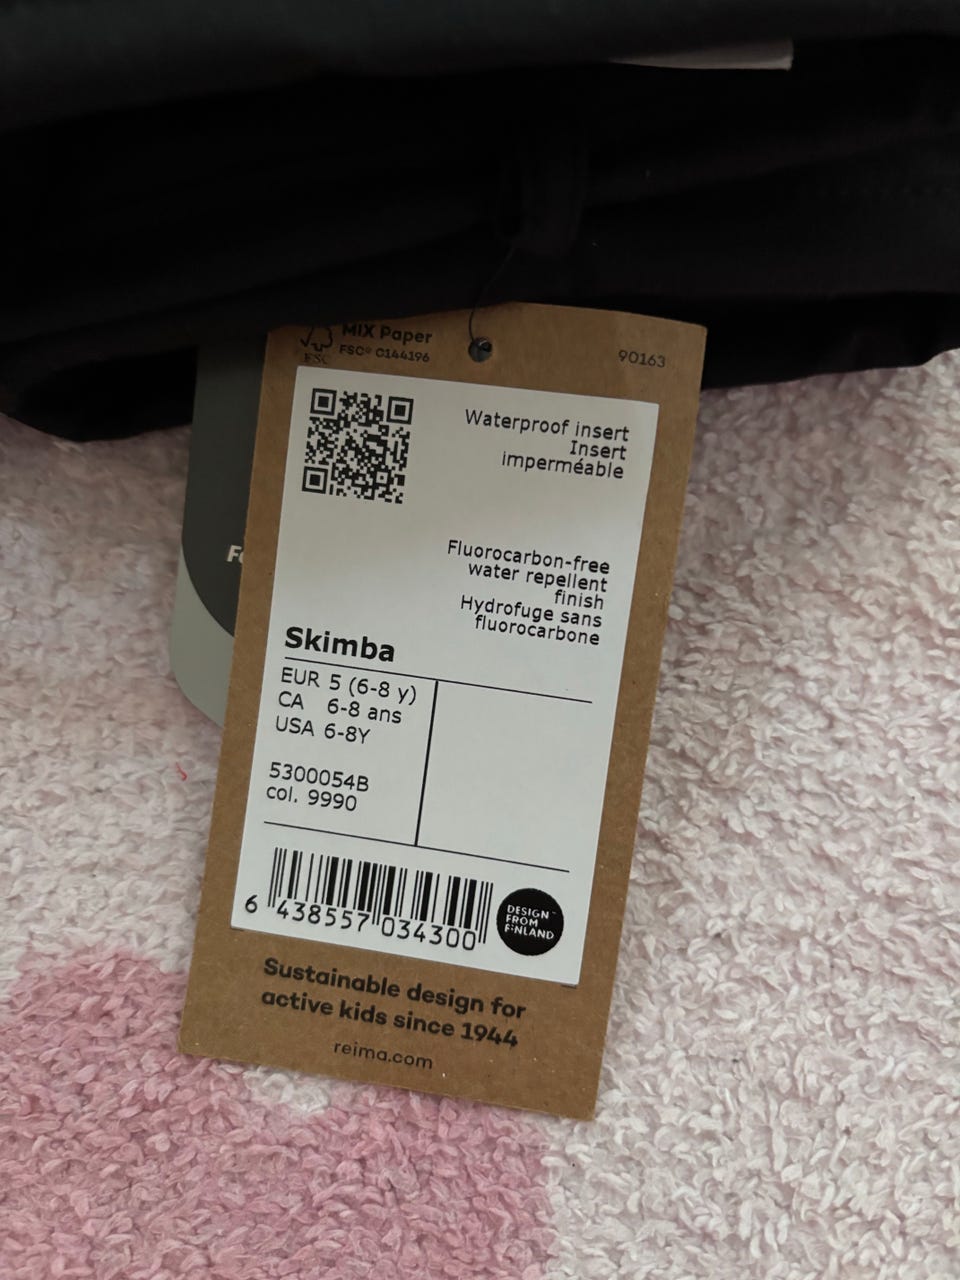 MIX Paper
FSC® C144196
FSC
90163
Waterproof insert
Insert
imperméable
Fluorocarbon-free
water repellent
finish
Hydrofuge sans
fluorocarbone
Skimba
EUR 5 (6-8 y)
CA 6-8 ans
USA 6-8Y
5300054B
col. 9990
6 438557 034300
DESIGN™
FROM
FINLAND
Sustainable design for
active kids since 1944
reima.com